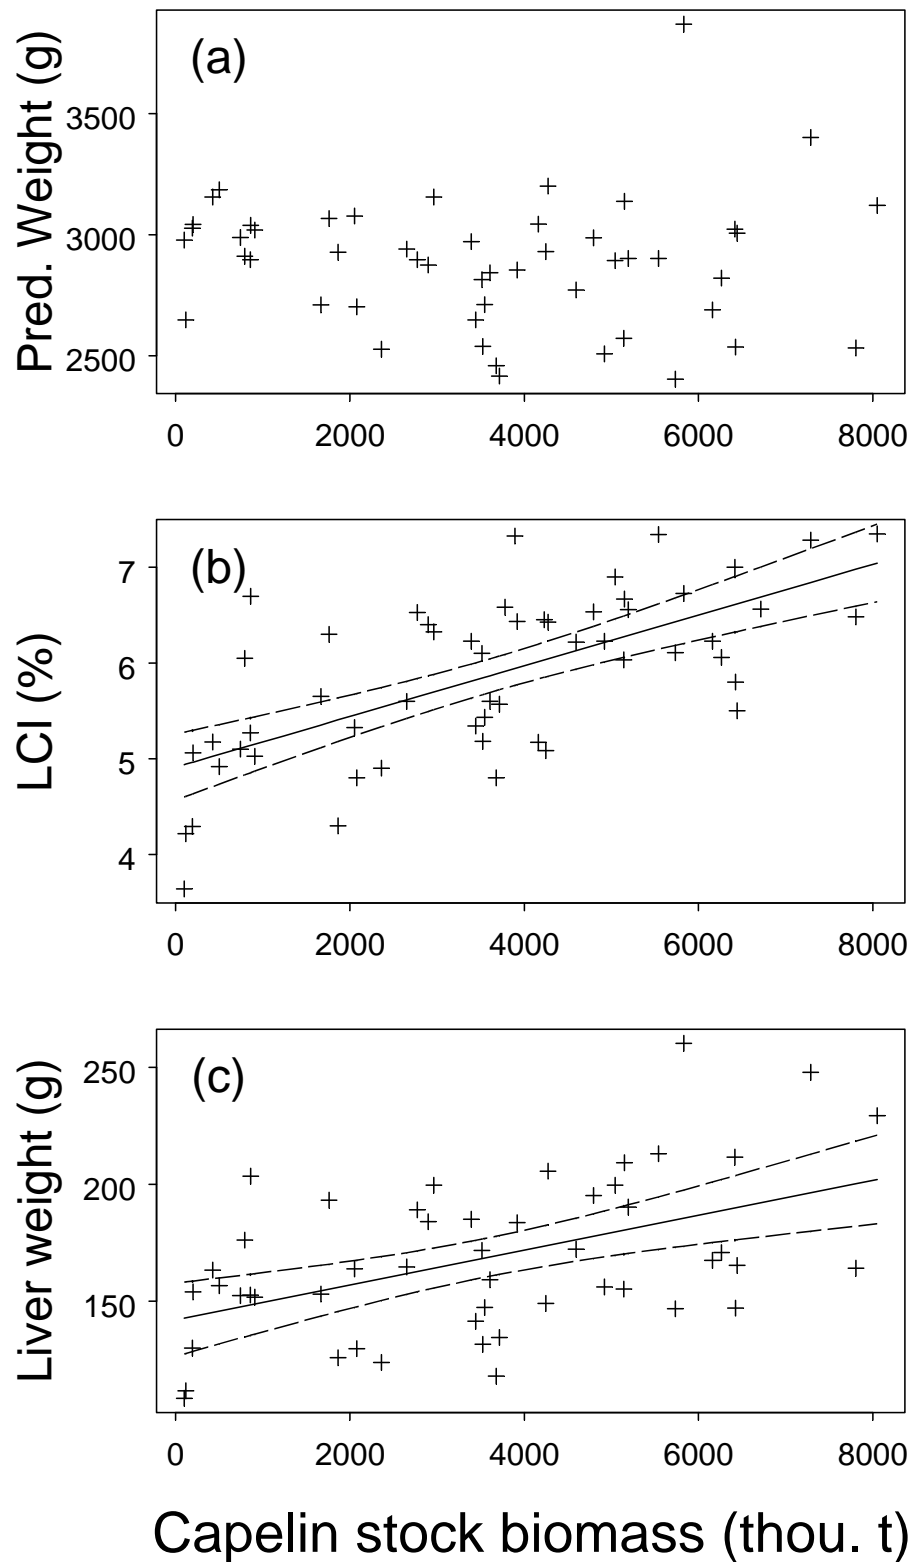 (a)
Pred. Weight (g)
3500
3000
2500
0 2000 4000 6000 8000
(b)
LCI (%)
7
6
5
4
0 2000 4000 6000 8000
(c)
Liver weight (g)
250
200
150
0 2000 4000 6000 8000
Capelin stock biomass (thou. t)